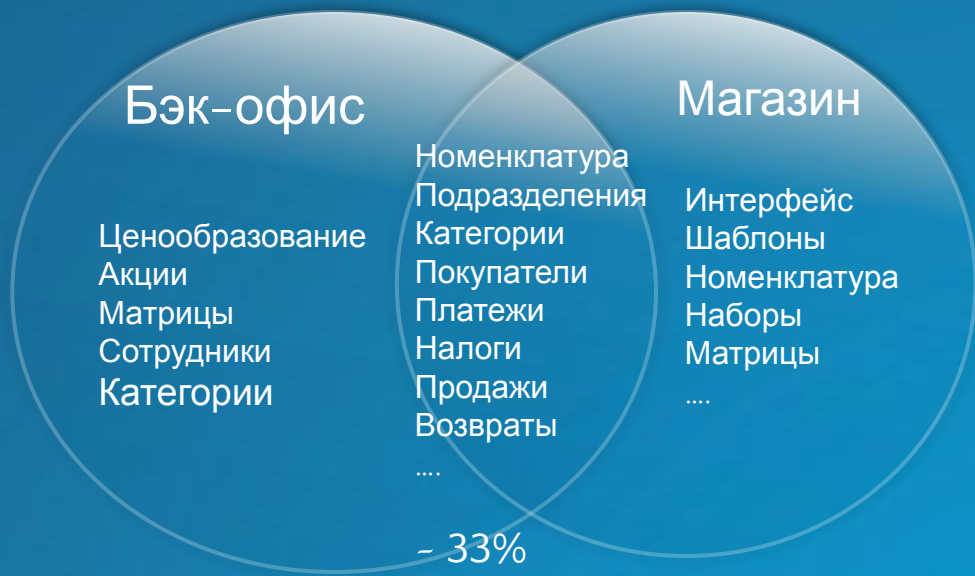 Бэк-офис
Ценообразование
Акции
Матрицы
Сотрудники
Категории
Номенклатура
Подразделения
Категории
Покупатели
Платежи
Налоги
Продажи
Возвраты
....
~ 33%
Магазин
Интерфейс
Шаблоны
Номенклатура
Наборы
Матрицы
....